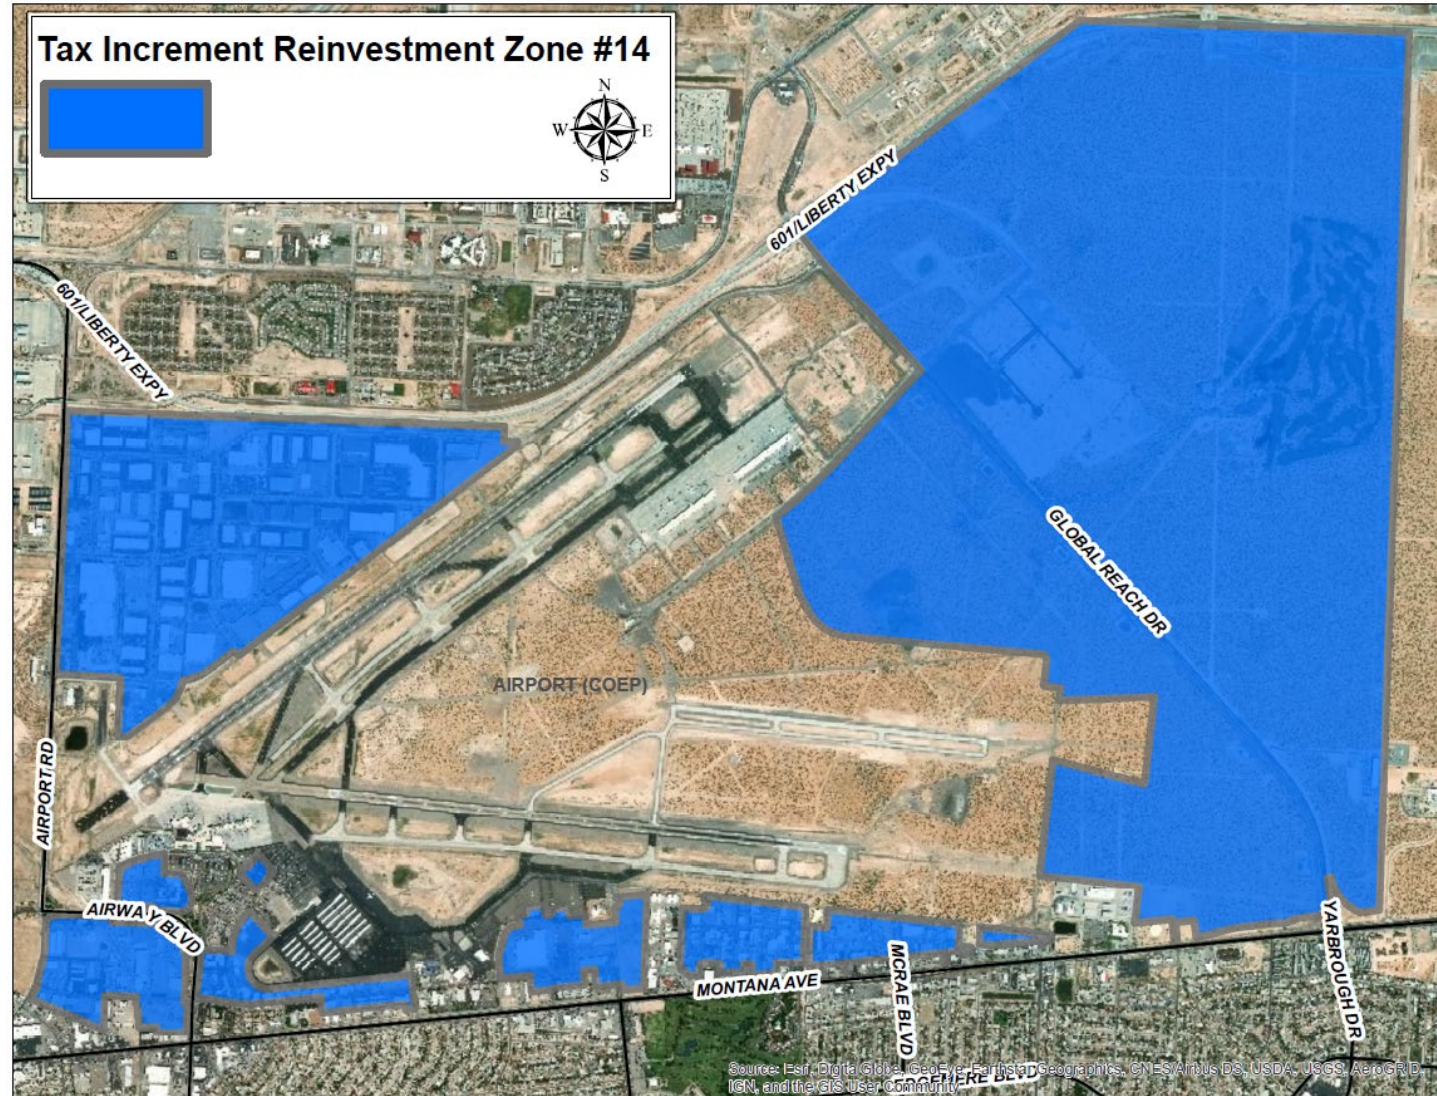 Tax Increment Reinvestment Zone #14
N
W
E
S
601/LIBERTY EXPY
601/LIBERTY EXPY
GLOBAL REACH DR
AIRPORT (COEP)
AIRPORT RD
AIRWAY BLVD
YARBROUGH DR
MCRAE BLVD
MONTANA AVE
Source: Esri, DigitalGlobe, GeoEye, Earthstar Geographics, CNES/Airbus DS, USDA, USGS, AeroGRID,
IGN, and the GIS User Community
EDGEMERE BLVD